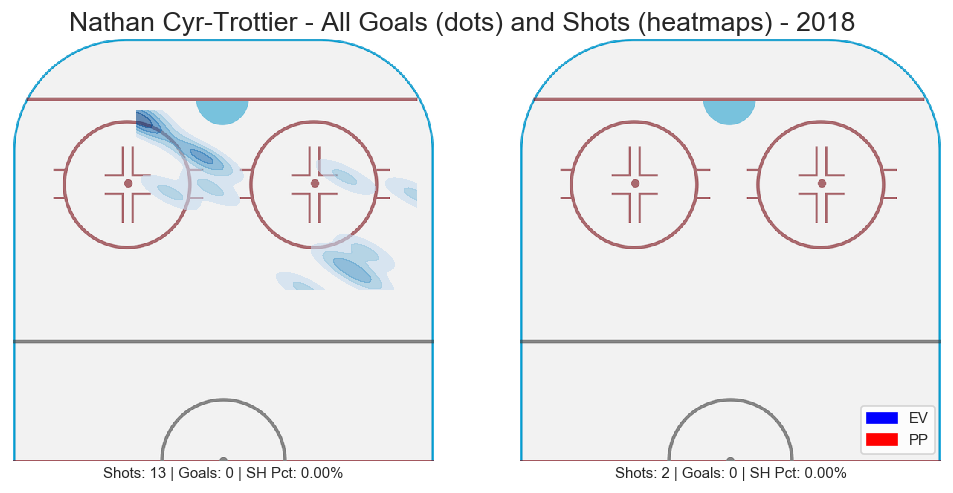 Nathan Cyr-Trottier - All Goals (dots) and Shots (heatmaps) - 2018
EV
PP
Shots: 13 | Goals: 0 | SH Pct: 0.00%
Shots: 2 | Goals: 0 | SH Pct: 0.00%